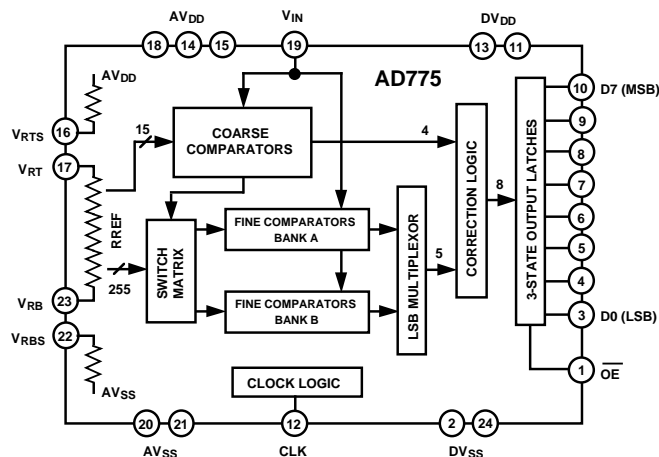 AVDD VIN DVDD
18 14 15 19 13 11
AVDD AD775
10 D7 (MSB)
VRTS 16
15 COARSE COMPARATORS 4
9
VRT 17
8
CORRECTION LOGIC
8
3-STATE OUTPUT LATCHES
7
RREF
SWITCH MATRIX
FINE COMPARATORS BANK A
LSB MULTIPLEXOR
6
5
255
5
VRB 23
FINE COMPARATORS BANK B
4
3 D0 (LSB)
VRBS 22
AVSS
CLOCK LOGIC
1 OE
20 21 12 2 24
AVSS CLK DVSS